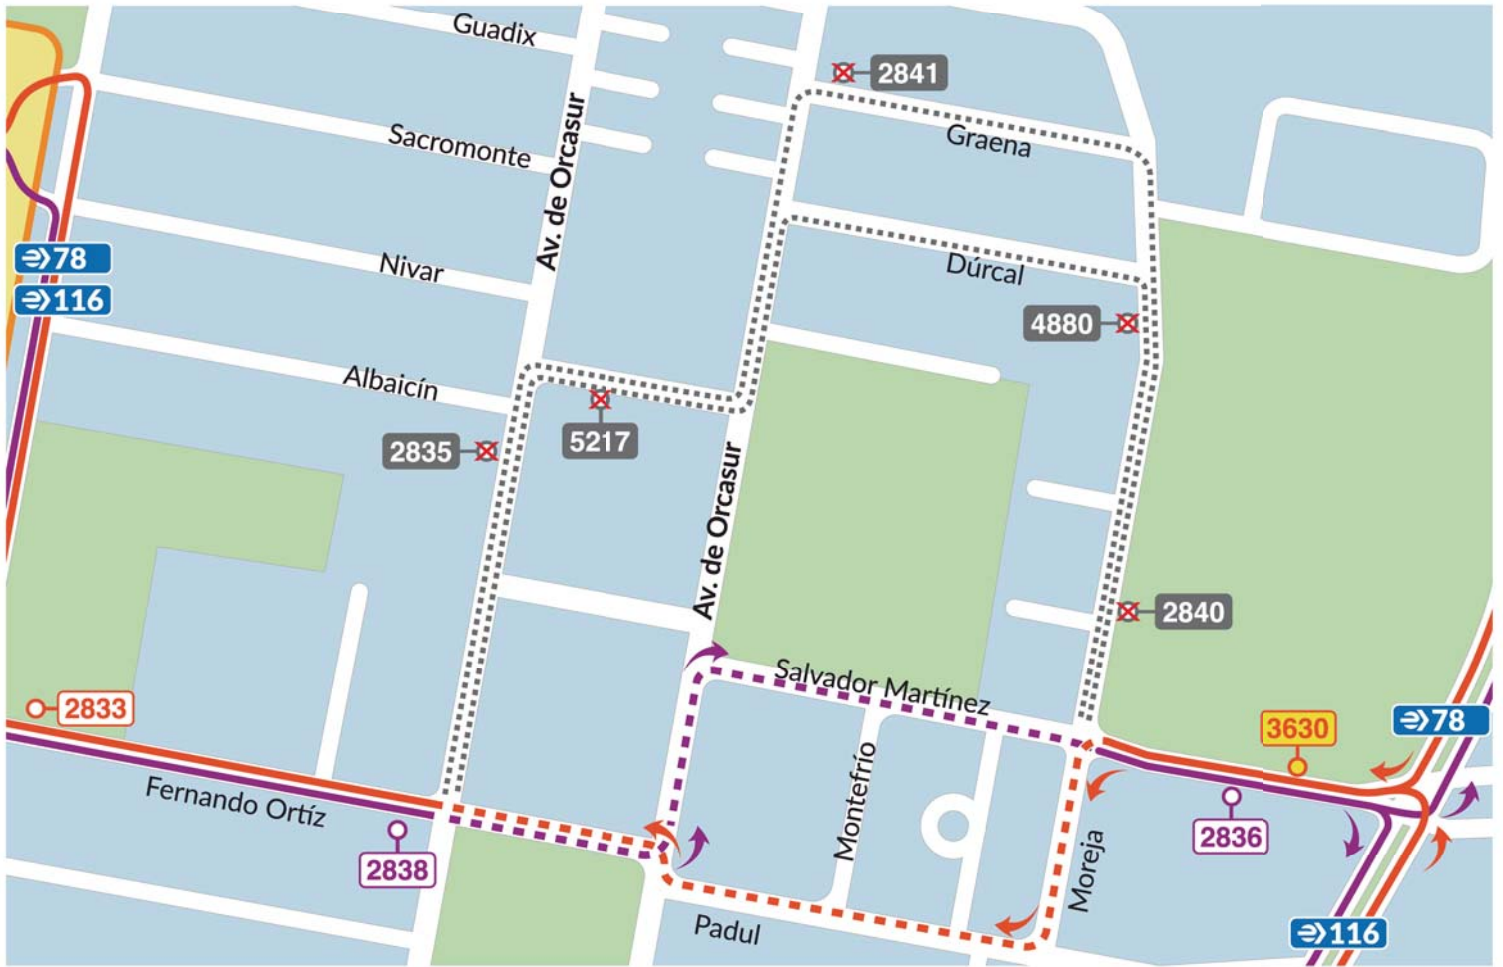 Guadix
2841
Sacromonte
Av. de Orcasur
Graena
78
116
Nivar
Dúrcal
4880
Albaicín
2835
5217
Av. de Orcasur
2840
Salvador Martínez
2833
3630
78
Fernando Ortíz
Montefrío
2836
2838
Moreja
Padul
116